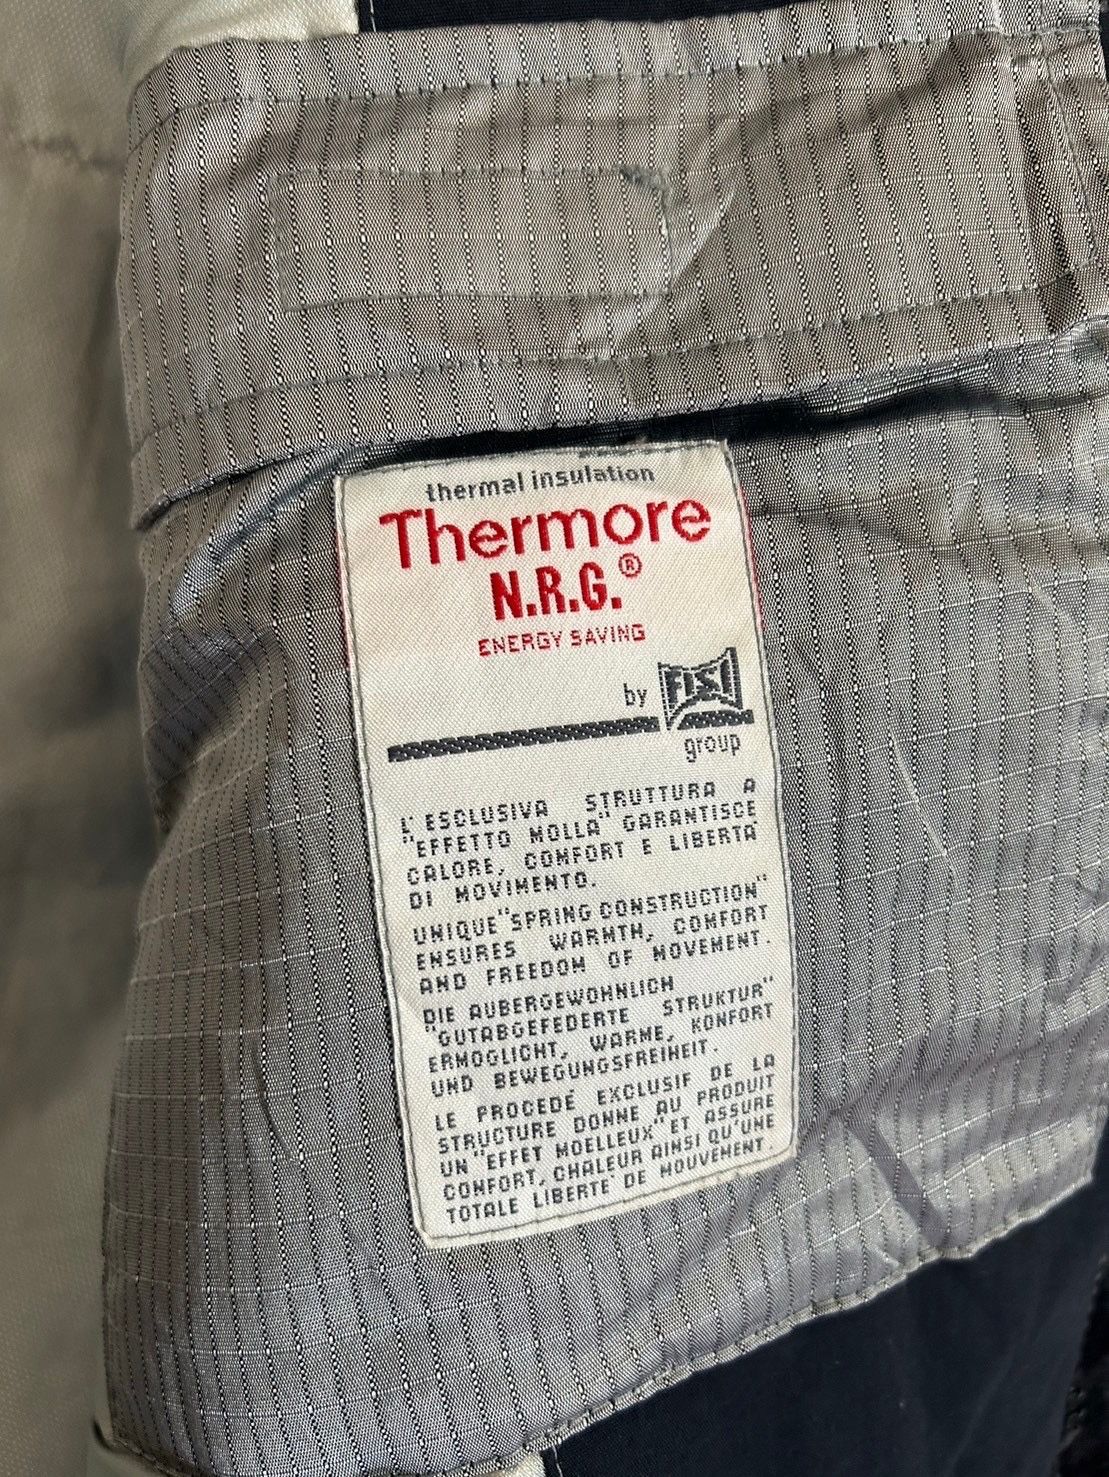 thermal insulation
Thermore
N.R.G.®
ENERGY SAVING
by FISI
group
L'ESCLUSIVA STRUTTURA A
"EFFETTO MOLLA" GARANTISCE
CALORE, COMFORT E LIBERTA'
DI MOVIMENTO.
UNIQUE "SPRING CONSTRUCTION"
ENSURES WARMTH, COMFORT
AND FREEDOM OF MOVEMENT.
DIE AUBERGEWOHNLICH
"GUTABGEFEDERTE STRUKTUR"
ERMOGLICHT, WARME, KONFORT
UND BEWEGUNGSFREIHEIT.
LE PROCEDÉ EXCLUSIF DE LA
STRUCTURE DONNE AU PRODUIT
UN "EFFET MOELLEUX" ET ASSURE
CONFORT, CHALEUR AINSI QU'UNE
TOTALE LIBERTÉ DE MOUVÉMENT.